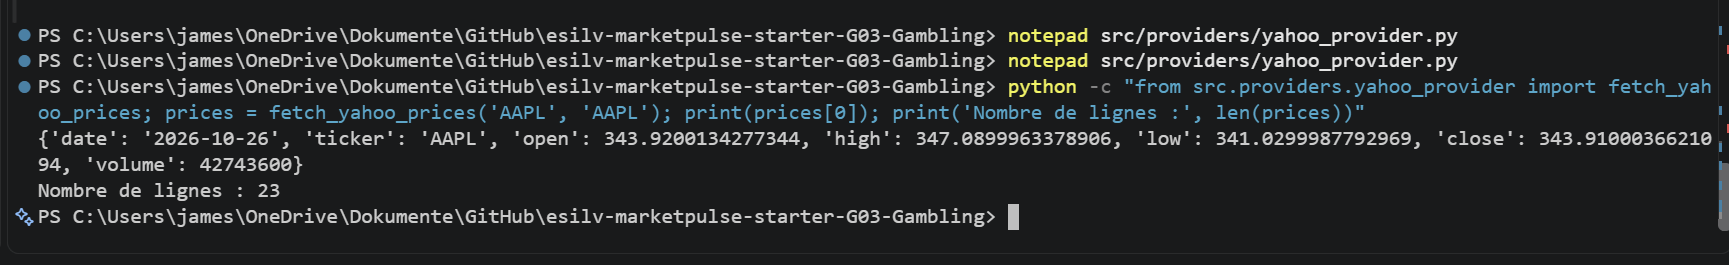 PS C:\Users\james\OneDrive\Dokumente\GitHub\esilv-marketpulse-starter-G03-Gambling> notepad src/providers/yahoo_provider.py
PS C:\Users\james\OneDrive\Dokumente\GitHub\esilv-marketpulse-starter-G03-Gambling> notepad src/providers/yahoo_provider.py
PS C:\Users\james\OneDrive\Dokumente\GitHub\esilv-marketpulse-starter-G03-Gambling> python -c "from src.providers.yahoo_provider import fetch_yah
oo_prices; prices = fetch_yahoo_prices('AAPL', 'AAPL'); print(prices[0]); print('Nombre de lignes :', len(prices))"
{'date': '2026-10-26', 'ticker': 'AAPL', 'open': 343.9200134277344, 'high': 347.0899963378906, 'low': 341.0299987792969, 'close': 343.91000366210
94, 'volume': 42743600}
Nombre de lignes : 23
PS C:\Users\james\OneDrive\Dokumente\GitHub\esilv-marketpulse-starter-G03-Gambling>